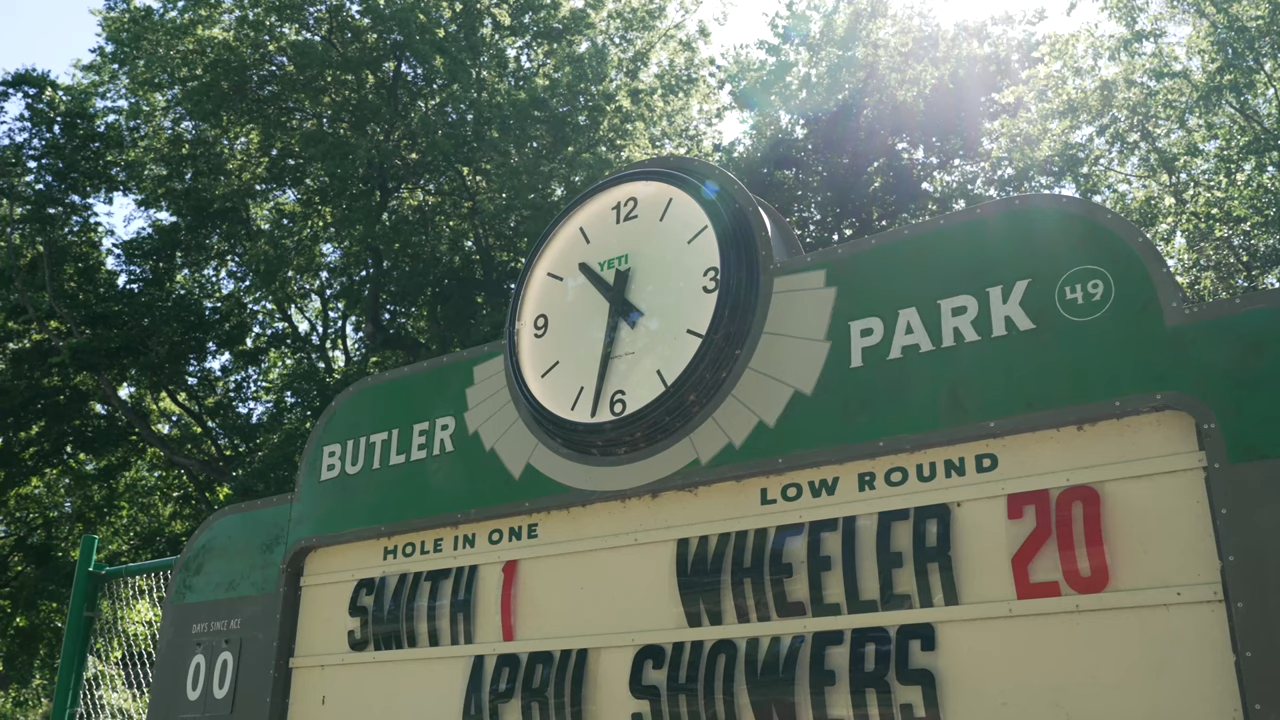 12
YETI
3
9
6
BUTLER PARK 49
HOLE IN ONE LOW ROUND
SMITH 1 WHEELER 20
APRIL SHOWERS
DAYS SINCE ACE
00